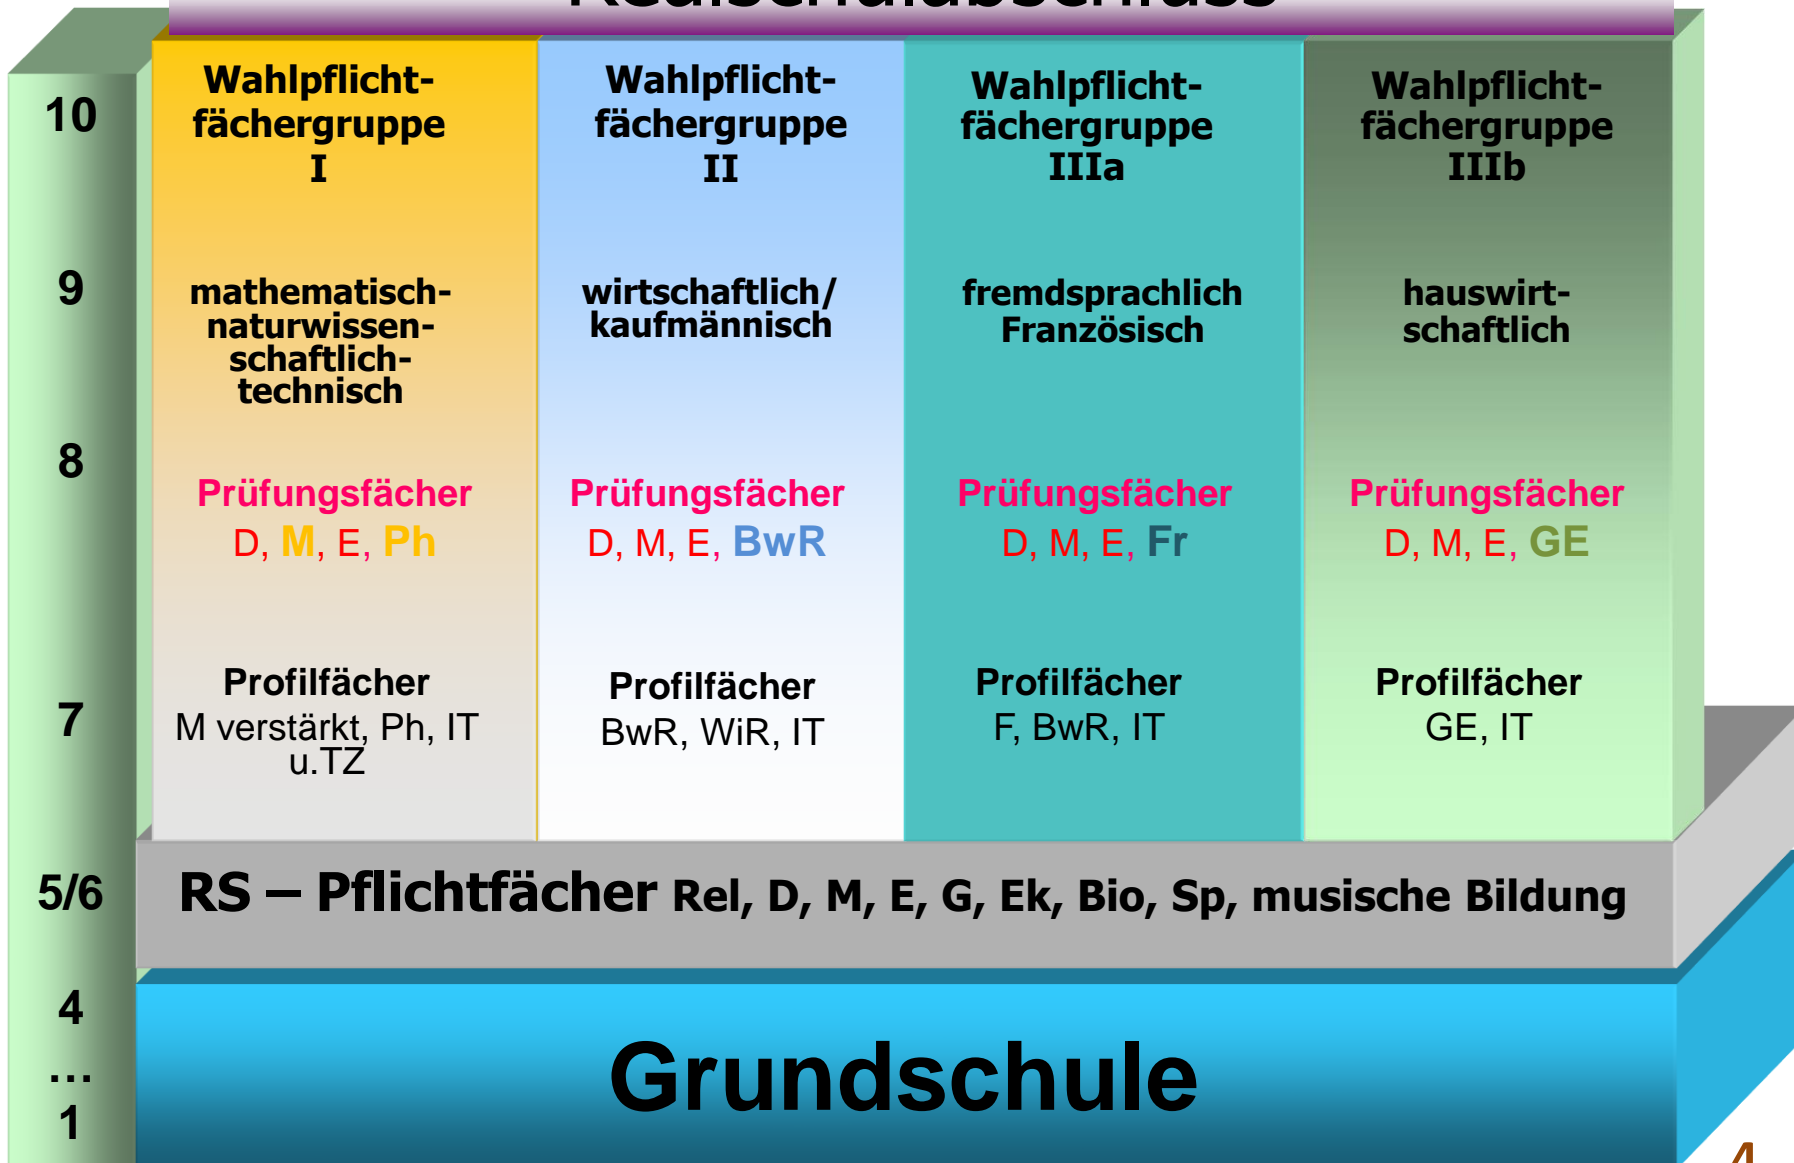 Realschulabschluss
10
Wahlpflicht-
fächergruppe
I
Wahlpflicht-
fächergruppe
II
Wahlpflicht-
fächergruppe
IIIa
Wahlpflicht-
fächergruppe
IIIb
9
mathematisch-
naturwissen-
schaftlich-
technisch
wirtschaftlich/
kaufmännisch
fremdsprachlich
Französisch
hauswirt-
schaftlich
8
Prüfungsfächer
D, M, E, Ph
Prüfungsfächer
D, M, E, BwR
Prüfungsfächer
D, M, E, Fr
Prüfungsfächer
D, M, E, GE
7
Profilfächer
M verstärkt, Ph, IT
u.TZ
Profilfächer
BwR, WiR, IT
Profilfächer
F, BwR, IT
Profilfächer
GE, IT
5/6
RS – Pflichtfächer Rel, D, M, E, G, Ek, Bio, Sp, musische Bildung
4
...
1
Grundschule
4